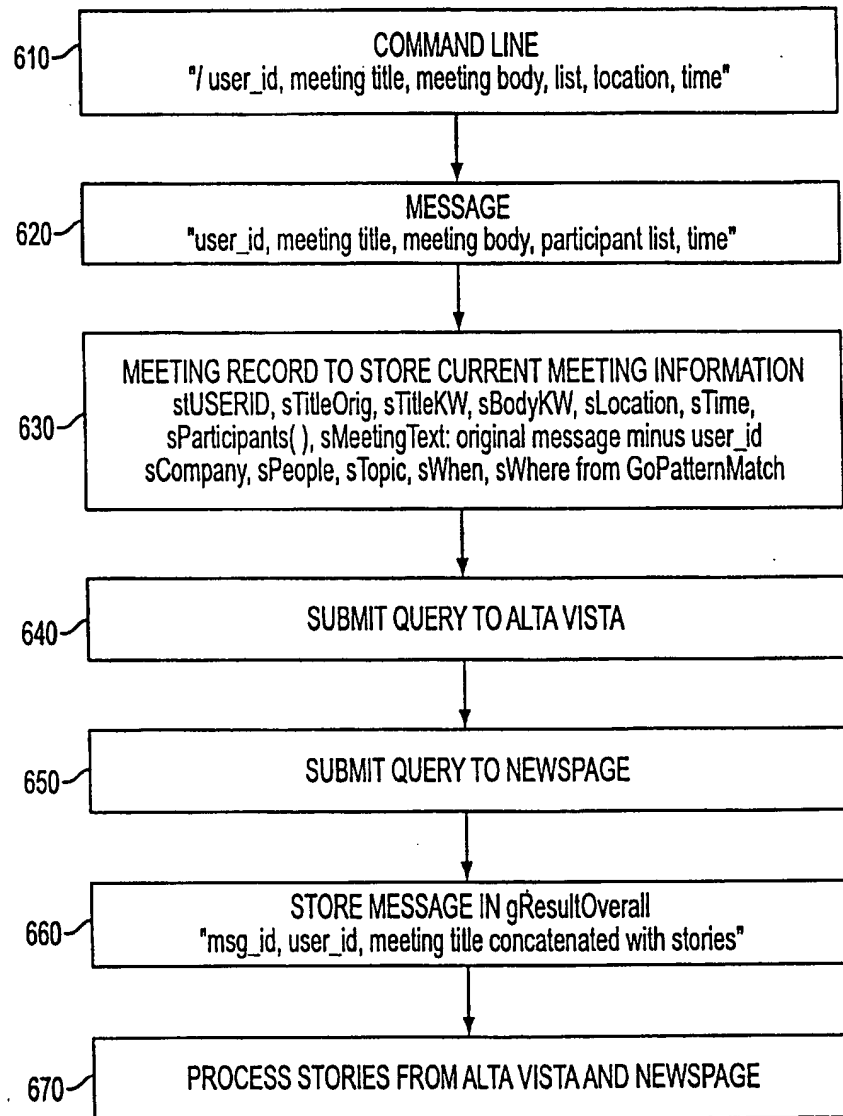 610
COMMAND LINE
"/ user_id, meeting title, meeting body, list, location, time"
620
MESSAGE
"user_id, meeting title, meeting body, participant list, time"
630
MEETING RECORD TO STORE CURRENT MEETING INFORMATION
stUSERID, sTitleOrig, sTitleKW, sBodyKW, sLocation, sTime,
sParticipants( ), sMeetingText: original message minus user_id
sCompany, sPeople, sTopic, sWhen, sWhere from GoPatternMatch
640
SUBMIT QUERY TO ALTA VISTA
650
SUBMIT QUERY TO NEWSPAGE
660
STORE MESSAGE IN gResultOverall
"msg_id, user_id, meeting title concatenated with stories"
670
PROCESS STORIES FROM ALTA VISTA AND NEWSPAGE